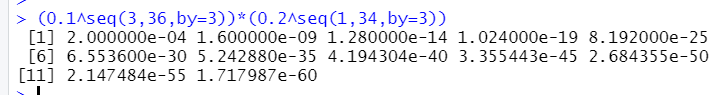 > (0.1^seq(3,36,by=3))*(0.2^seq(1,34,by=3))
[1] 2.000000e-04 1.600000e-09 1.280000e-14 1.024000e-19 8.192000e-25
[6] 6.553600e-30 5.242880e-35 4.194304e-40 3.355443e-45 2.684355e-50
[11] 2.147484e-55 1.717987e-60
>